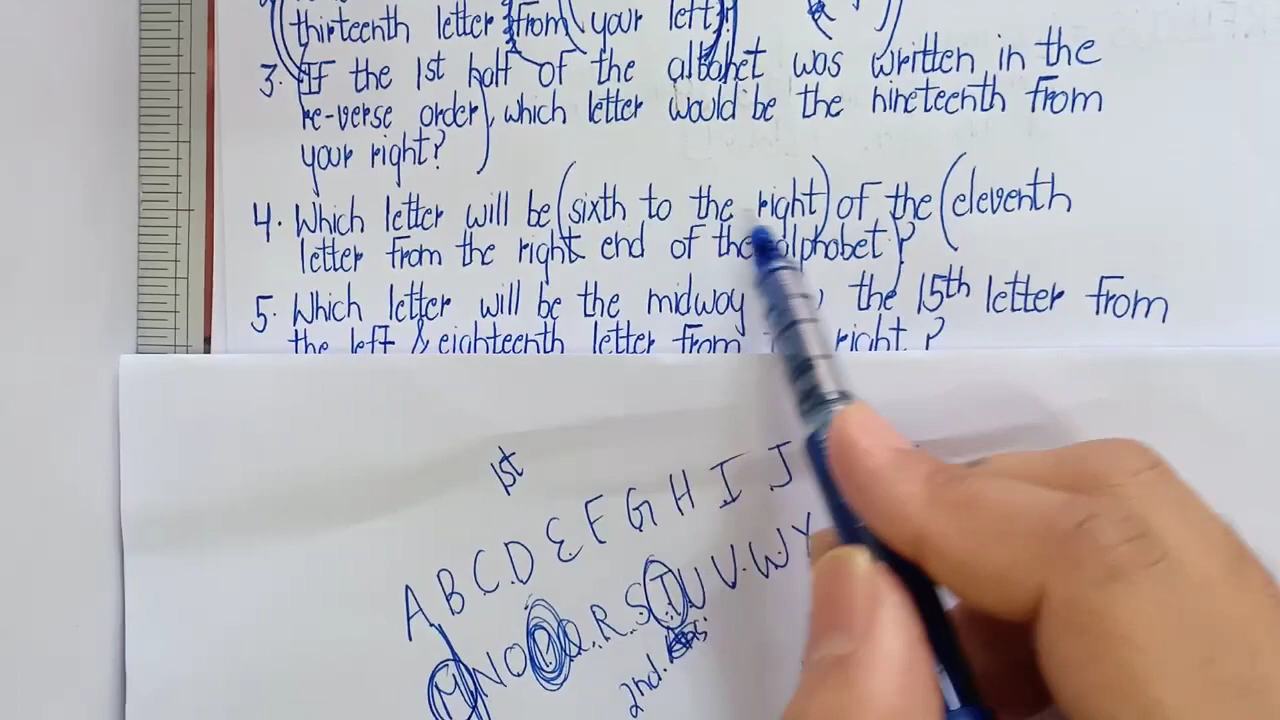 thirteenth letter from your left?
3. If the 1st half of the albahet was written in the
re-verse order, which letter would be the nineteenth from
your right?
4. Which letter will be (sixth to the right) of the (eleventh
letter from the right end of the alphobet)?
5. Which letter will be the midway the 15th letter from
the left & eighteenth letter from right ?
1st
A B C. D E F G H I J
M N O P Q. R. S T U V. W
2nd.